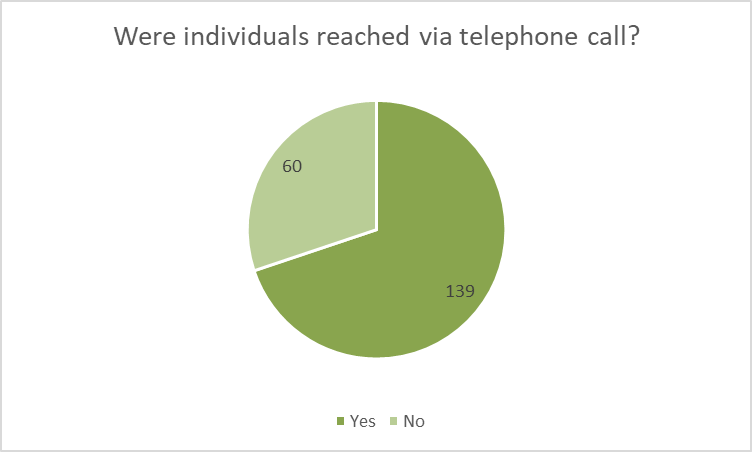 Were individuals reached via telephone call?
60
139
Yes No